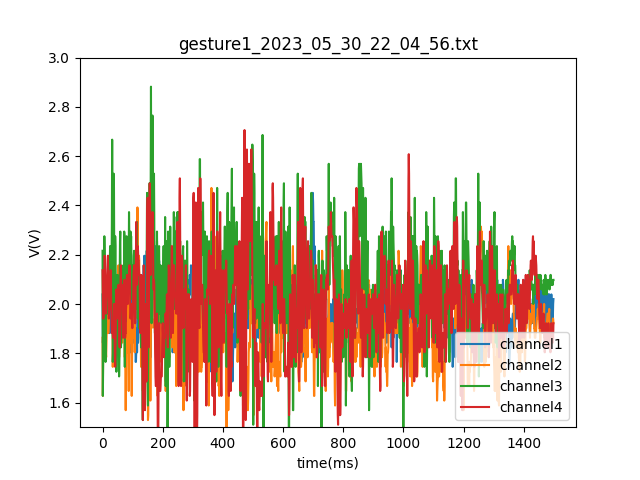 gesture1_2023_05_30_22_04_56.txt
3.0
2.8
2.6
2.4
2.2
2.0
1.8
1.6
V(V)
channel1
channel2
channel3
channel4
0 200 400 600 800 1000 1200 1400
time(ms)